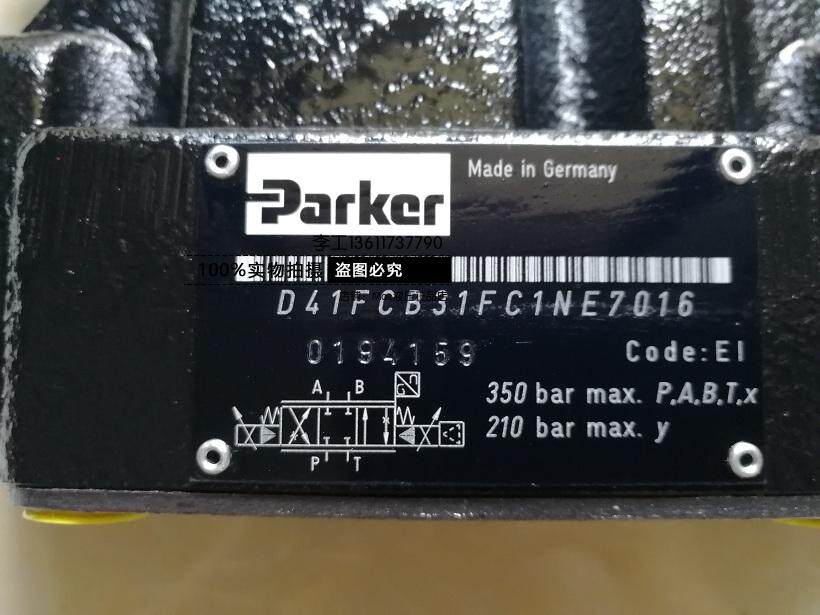 Made in Germany
Parker
李工13611737790
100%实物拍摄 盗图必究
D41FCB31FC1NE7016
0194159
Code:EI
A B
350 bar max. P,A,B,T,x
210 bar max. y
P T